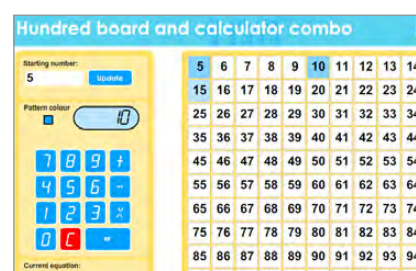 Hundred board and calculator combo
Starting number:
5 Update
Pattern colour
10
7 8 9 +
4 5 6 -
1 2 3 x
0 C =
Current equation:
5 6 7 8 9 10 11 12 13 14
15 16 17 18 19 20 21 22 23 24
25 26 27 28 29 30 31 32 33 34
35 36 37 38 39 40 41 42 43 44
45 46 47 48 49 50 51 52 53 54
55 56 57 58 59 60 61 62 63 64
65 66 67 68 69 70 71 72 73 74
75 76 77 78 79 80 81 82 83 84
85 86 87 88 89 90 91 92 93 94